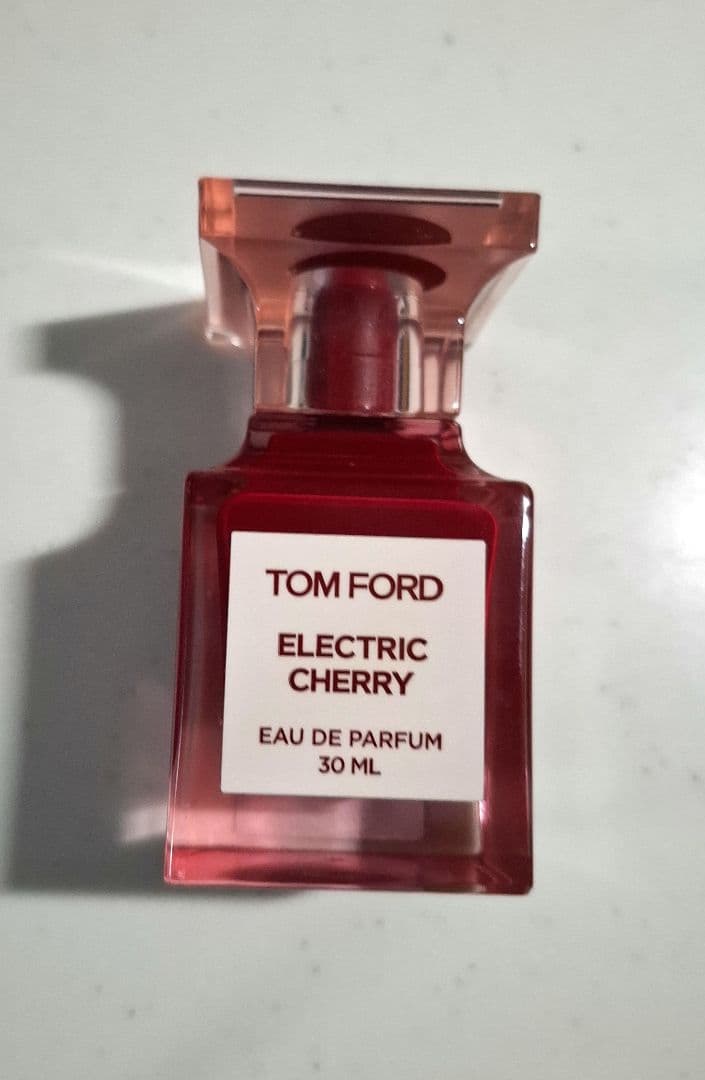 TOM FORD
ELECTRIC
CHERRY
EAU DE PARFUM
30 ML